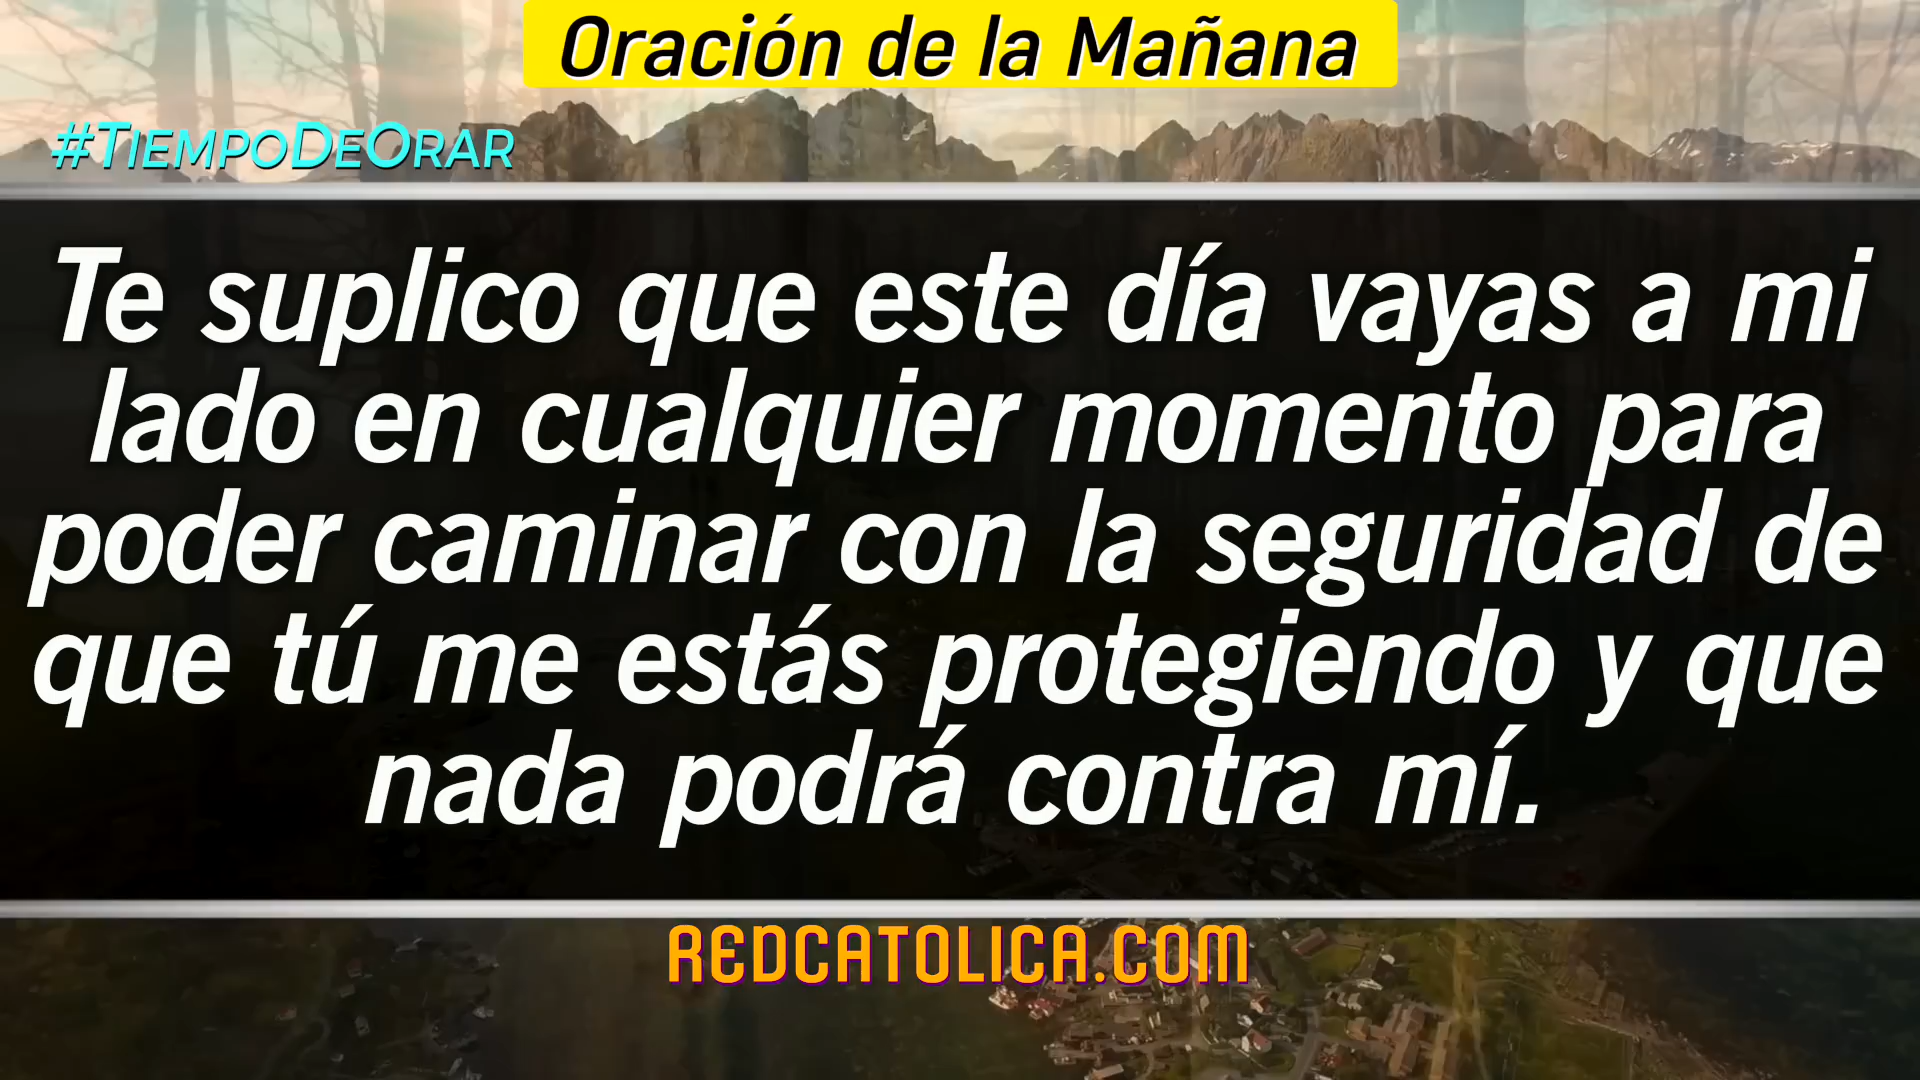 Oración de la Mañana
#TiempoDeOrar
Te suplico que este día vayas a mi
lado en cualquier momento para
poder caminar con la seguridad de
que tú me estás protegiendo y que
nada podrá contra mí.
REDCATOLICA.COM